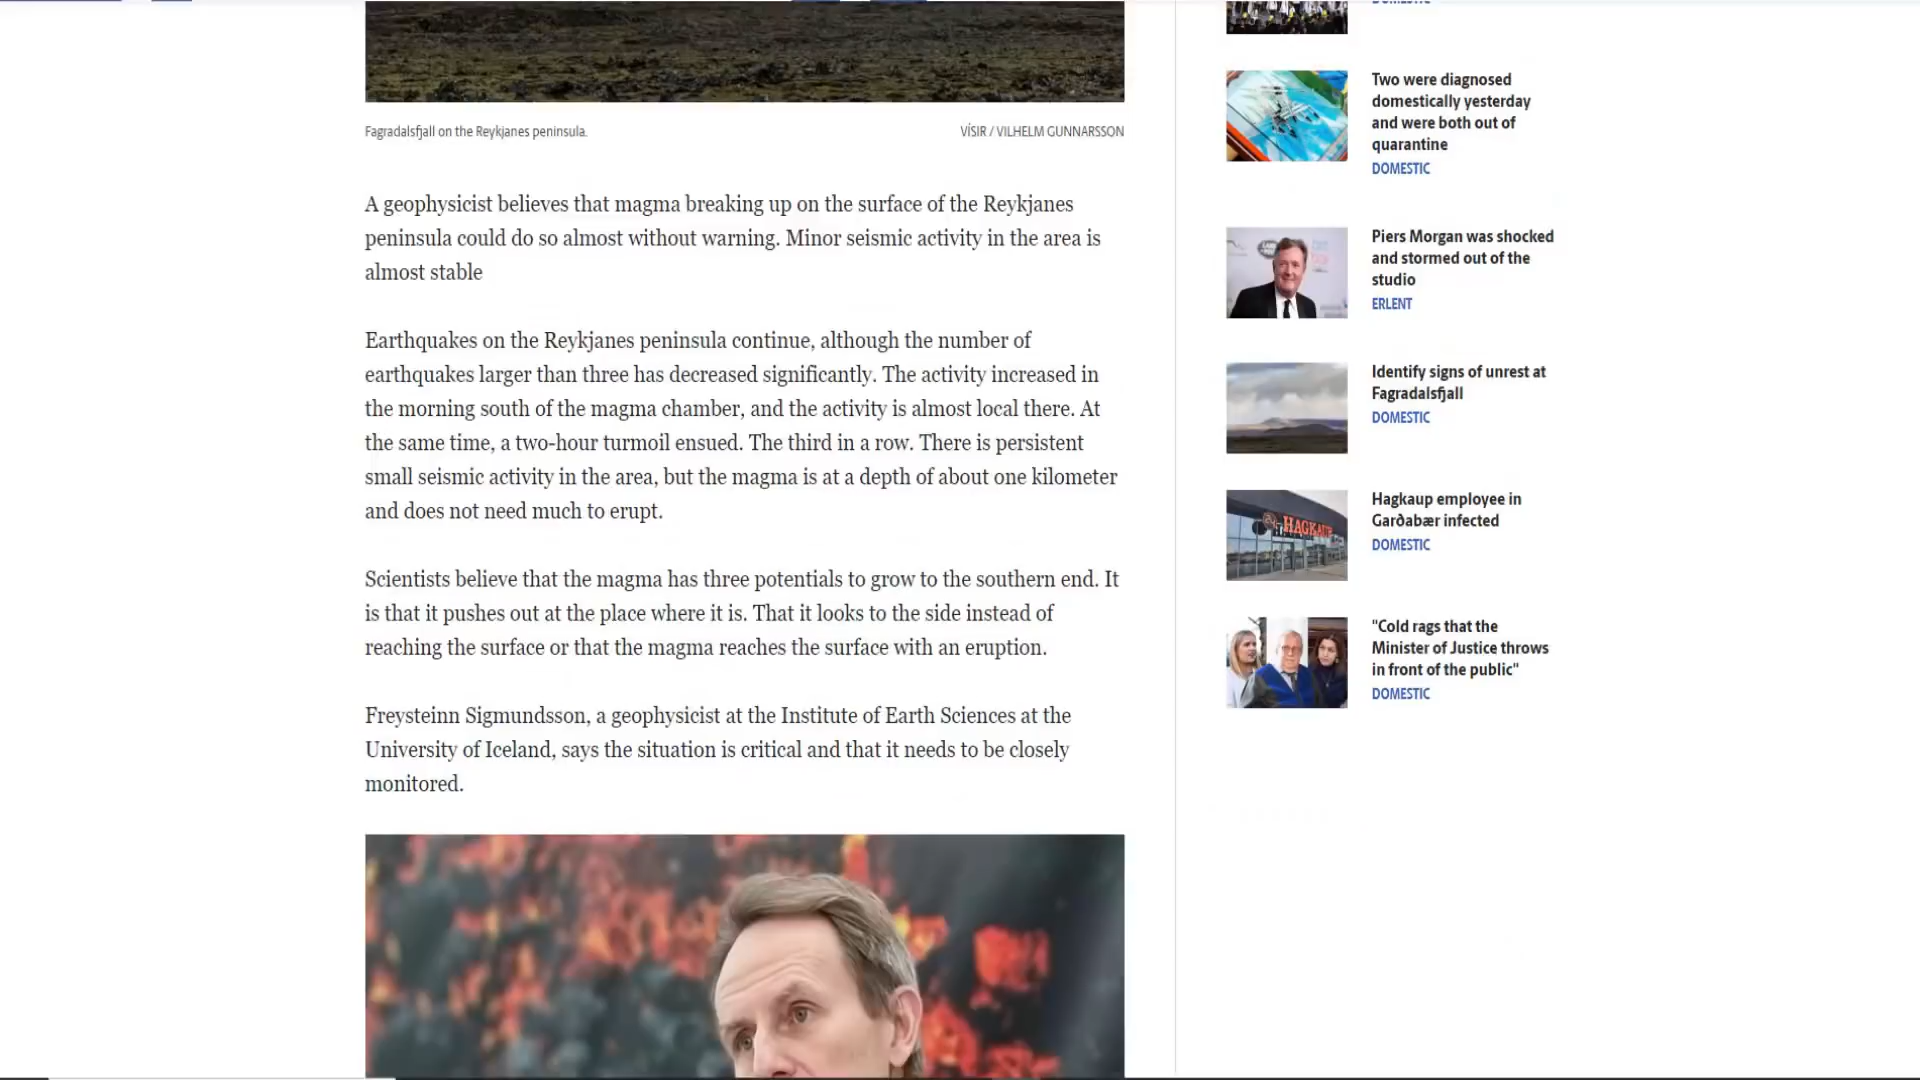 Fagradalsfjall on the Reykjanes peninsula.
VÍSIR / VILHELM GUNNARSSON
A geophysicist believes that magma breaking up on the surface of the Reykjanes
peninsula could do so almost without warning. Minor seismic activity in the area is
almost stable
Earthquakes on the Reykjanes peninsula continue, although the number of
earthquakes larger than three has decreased significantly. The activity increased in
the morning south of the magma chamber, and the activity is almost local there. At
the same time, a two-hour turmoil ensued. The third in a row. There is persistent
small seismic activity in the area, but the magma is at a depth of about one kilometer
and does not need much to erupt.
Scientists believe that the magma has three potentials to grow to the southern end. It
is that it pushes out at the place where it is. That it looks to the side instead of
reaching the surface or that the magma reaches the surface with an eruption.
Freysteinn Sigmundsson, a geophysicist at the Institute of Earth Sciences at the
University of Iceland, says the situation is critical and that it needs to be closely
monitored.
Two were diagnosed
domestically yesterday
and were both out of
quarantine
DOMESTIC
Piers Morgan was shocked
and stormed out of the
studio
ERLENT
Identify signs of unrest at
Fagradalsfjall
DOMESTIC
HAGKAUP
Hagkaup employee in
Garðabær infected
DOMESTIC
"Cold rags that the
Minister of Justice throws
in front of the public"
DOMESTIC